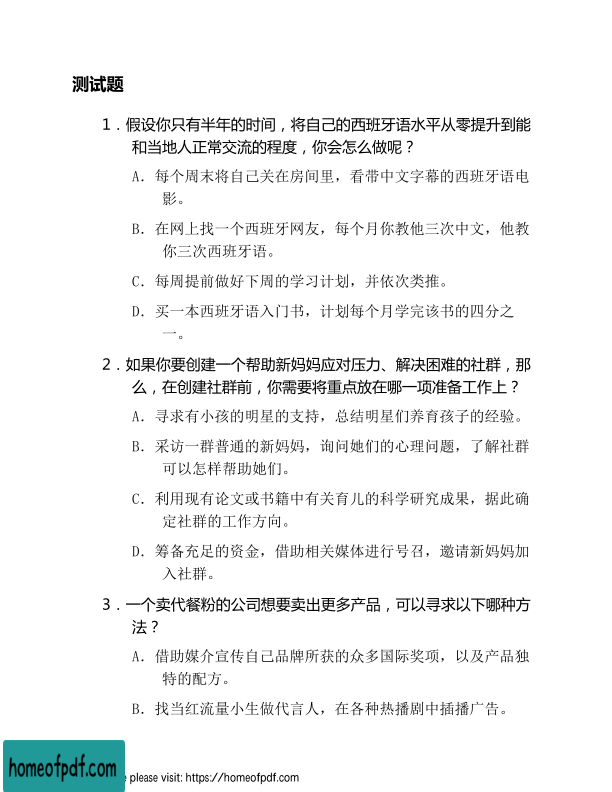 测试题
1．假设你只有半年的时间，将自己的西班牙语水平从零提升到能
和当地人正常交流的程度，你会怎么做呢？
A．每个周末将自己关在房间里，看带中文字幕的西班牙语电
影。
B．在网上找一个西班牙网友，每个月你教他三次中文，他教
你三次西班牙语。
C．每周提前做好下周的学习计划，并依次类推。
D．买一本西班牙语入门书，计划每个月学完该书的四分之
一。
2．如果你要创建一个帮助新妈妈应对压力、解决困难的社群，那
么，在创建社群前，你需要将重点放在哪一项准备工作上？
A．寻求有小孩的明星的支持，总结明星们养育孩子的经验。
B．采访一群普通的新妈妈，询问她们的心理问题，了解社群
可以怎样帮助她们。
C．利用现有论文或书籍中有关育儿的科学研究成果，据此确
定社群的工作方向。
D．筹备充足的资金，借助相关媒体进行号召，邀请新妈妈加
入社群。
3．一个卖代餐粉的公司想要卖出更多产品，可以寻求以下哪种方
法？
A．借助媒介宣传自己品牌所获的众多国际奖项，以及产品独
特的配方。
B．找当红流量小生做代言人，在各种热播剧中插播广告。
homeofpdf.com
please visit: https://homeofpdf.com